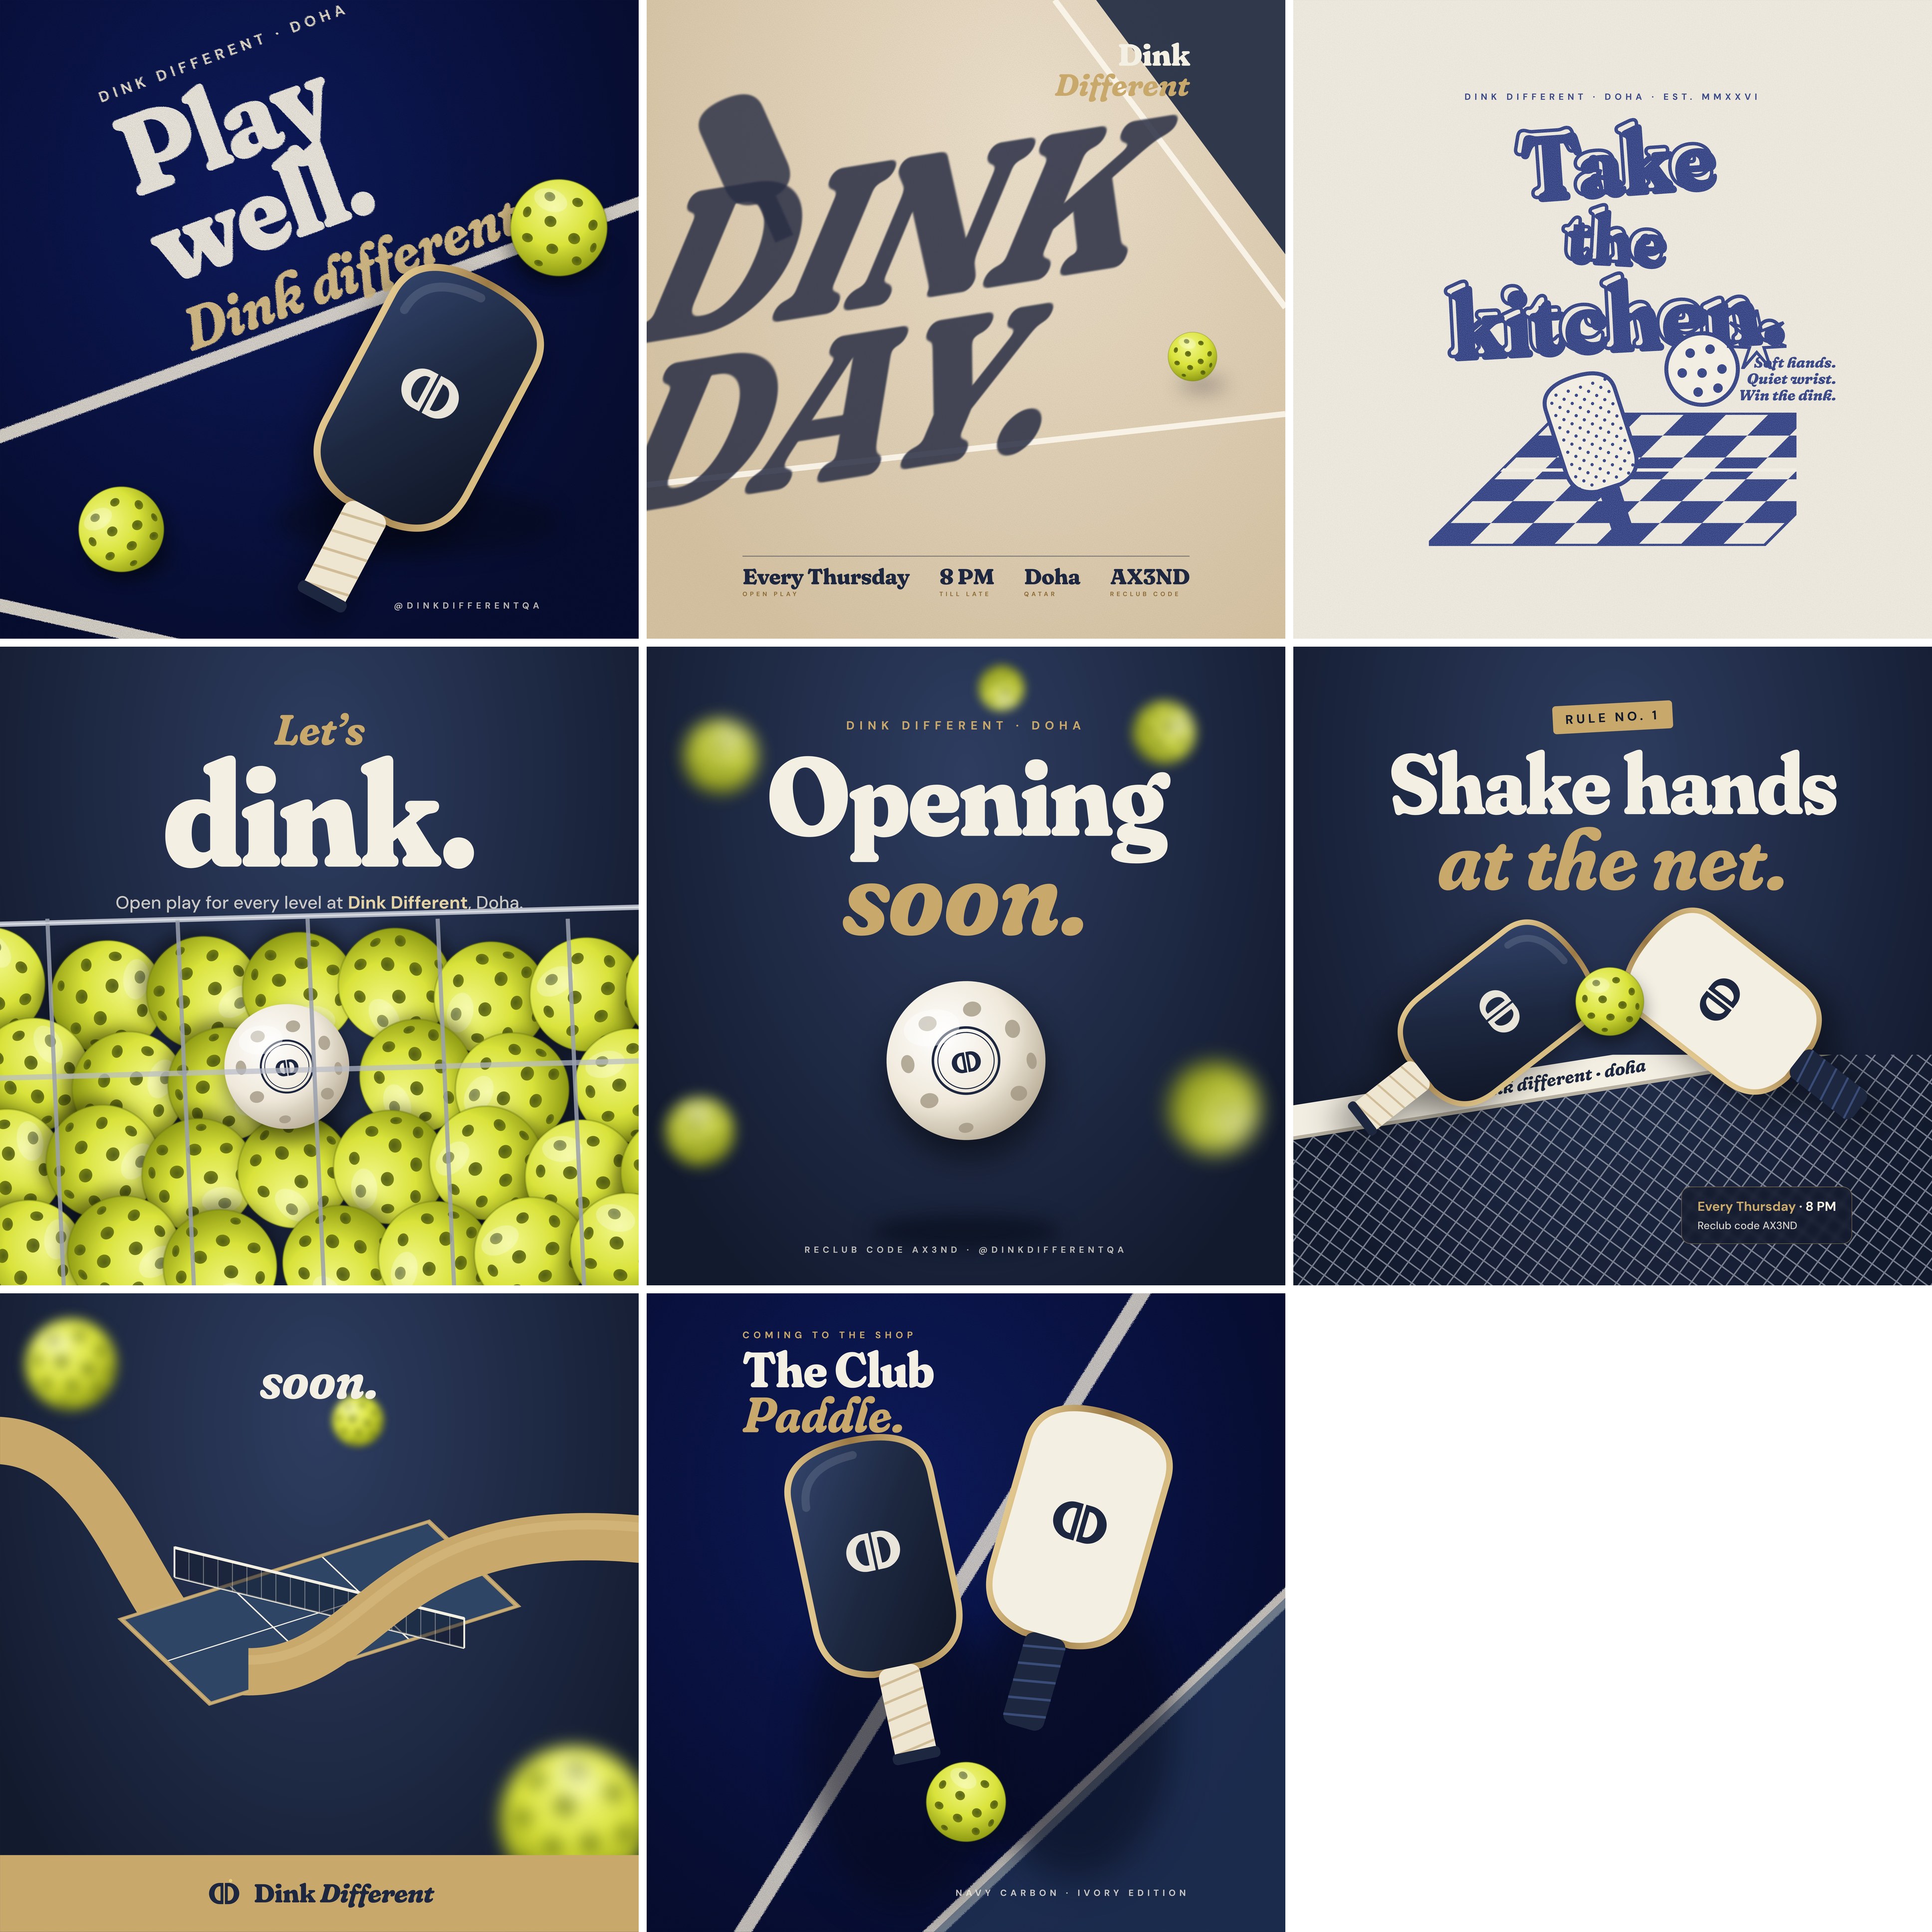 DINK DIFFERENT · DOHA
Play
well.
Dink different
@DINKDIFFERENTQA
Dink
Different
DINK
DAY.
Every Thursday
OPEN PLAY
8 PM
TILL LATE
Doha
QATAR
AX3ND
RECLUB CODE
DINK DIFFERENT · DOHA · EST. MMXXVI
Take
the
kitchen.
Soft hands.
Quiet wrist.
Win the dink.
Let's
dink.
Open play for every level at Dink Different, Doha.
DINK DIFFERENT · DOHA
Opening
soon.
RECLUB CODE AX3ND · @DINKDIFFERENTQA
RULE NO. 1
Shake hands
at the net.
different · doha
Every Thursday · 8 PM
Reclub code AX3ND
soon.
Dink Different
COMING TO THE SHOP
The Club
Paddle.
NAVY CARBON · IVORY EDITION